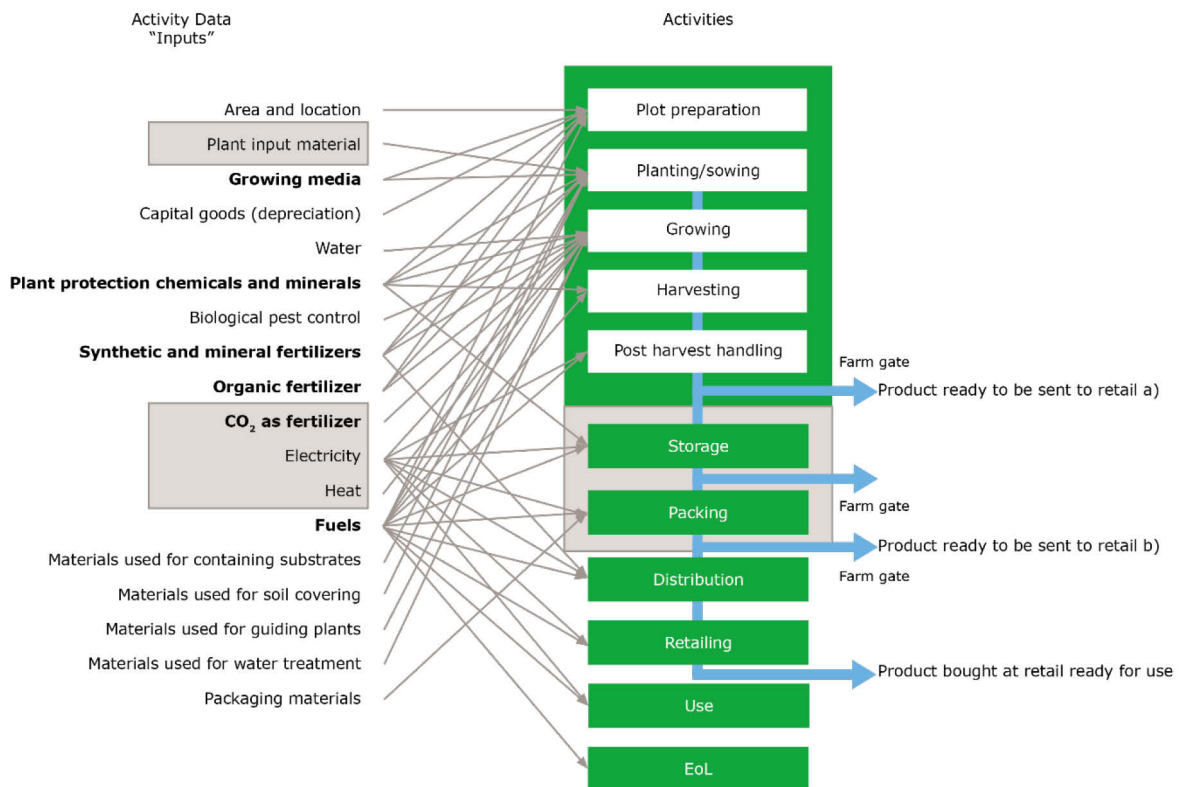 Activity Data
“Inputs”
Activities
Area and location
Plant input material
Growing media
Capital goods (depreciation)
Water
Plant protection chemicals and minerals
Biological pest control
Synthetic and mineral fertilizers
Organic fertilizer
CO₂ as fertilizer
Electricity
Heat
Fuels
Materials used for containing substrates
Materials used for soil covering
Materials used for guiding plants
Materials used for water treatment
Packaging materials
Plot preparation
Planting/sowing
Growing
Harvesting
Post harvest handling
Storage
Packing
Distribution
Retailing
Use
EoL
Farm gate
Product ready to be sent to retail a)
Farm gate
Product ready to be sent to retail b)
Farm gate
Product bought at retail ready for use